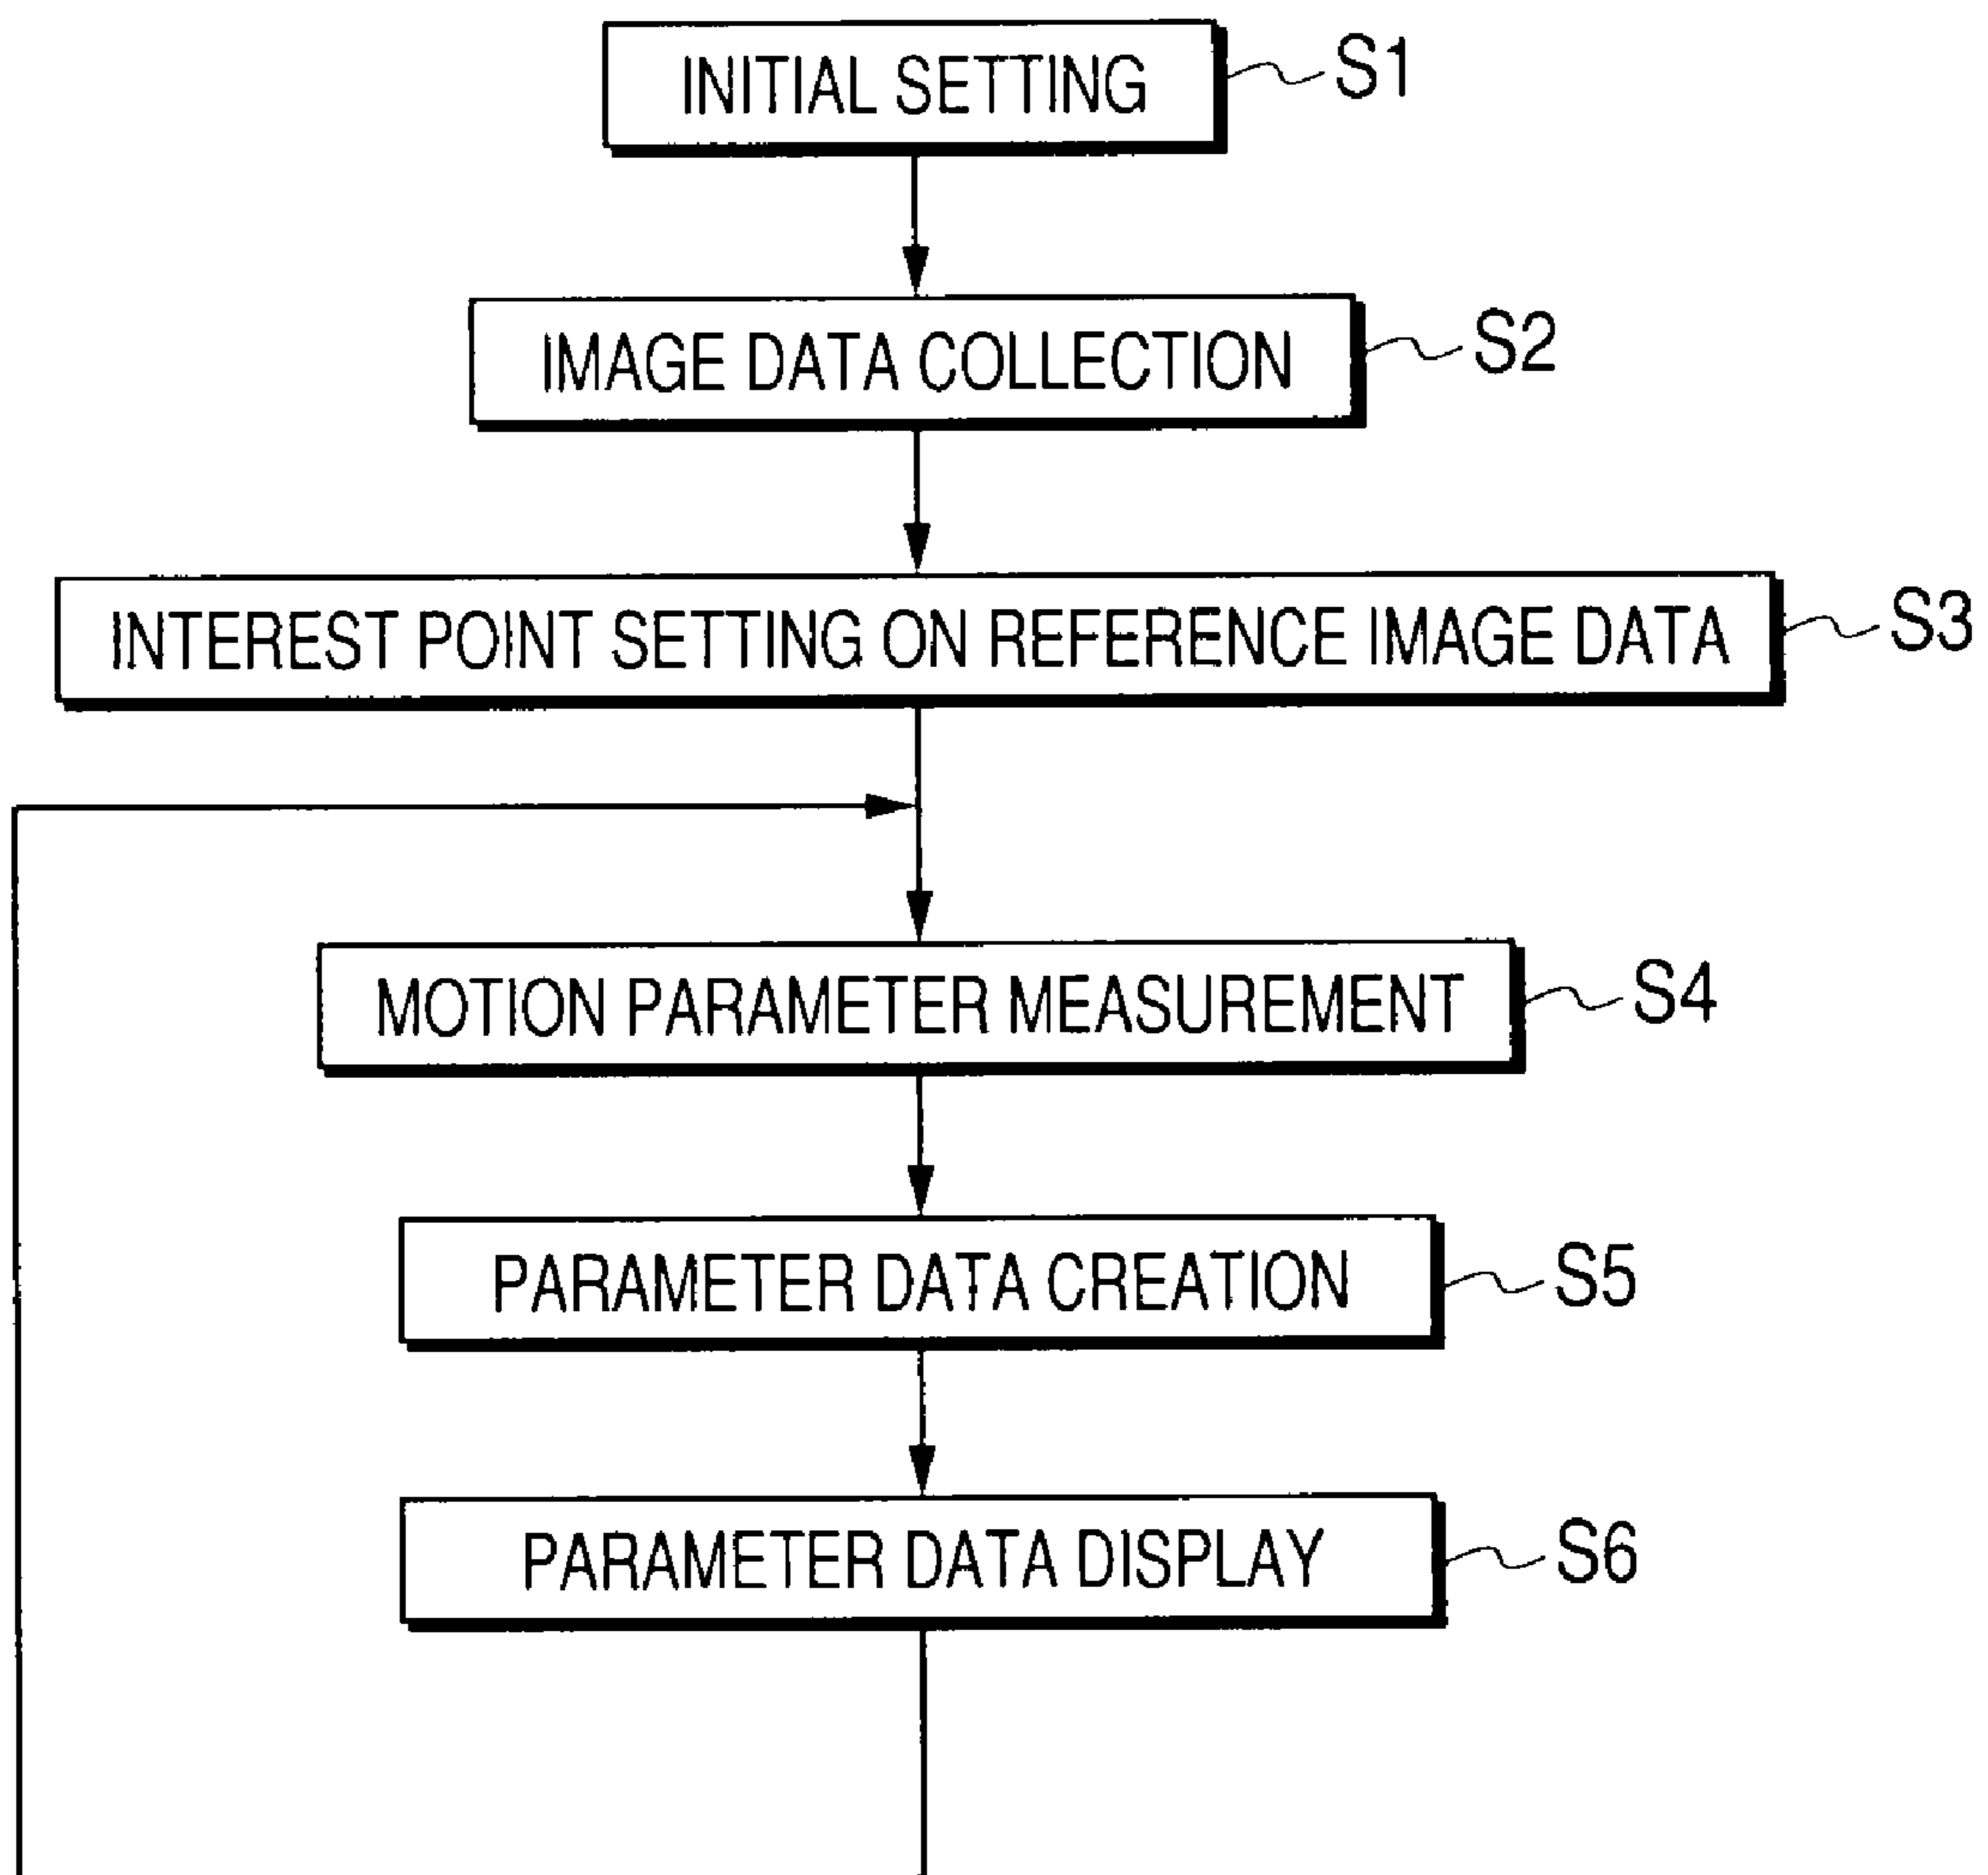 INITIAL SETTING S1
IMAGE DATA COLLECTION S2
INTEREST POINT SETTING ON REFERENCE IMAGE DATA S3
MOTION PARAMETER MEASUREMENT S4
PARAMETER DATA CREATION S5
PARAMETER DATA DISPLAY S6